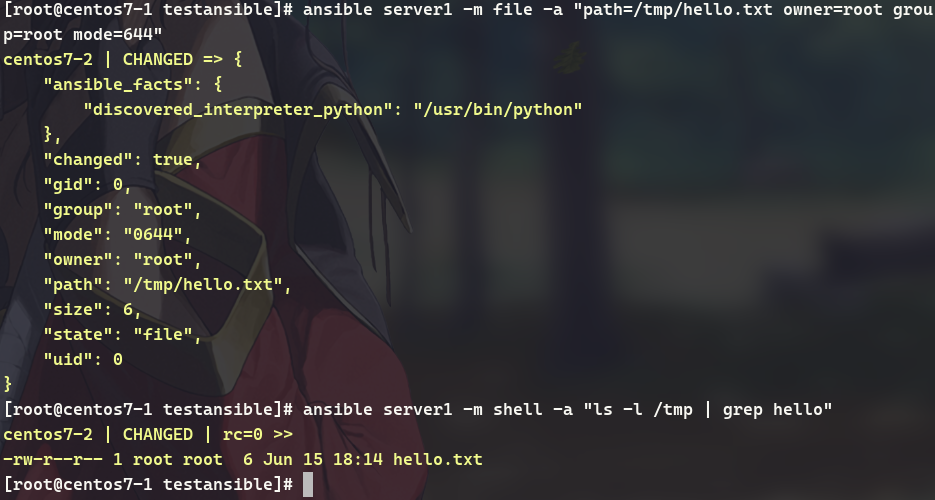 [root@centos7-1 testansible]# ansible server1 -m file -a "path=/tmp/hello.txt owner=root grou
p=root mode=644"
centos7-2 | CHANGED => {
    "ansible_facts": {
        "discovered_interpreter_python": "/usr/bin/python"
    },
    "changed": true,
    "gid": 0,
    "group": "root",
    "mode": "0644",
    "owner": "root",
    "path": "/tmp/hello.txt",
    "size": 6,
    "state": "file",
    "uid": 0
}
[root@centos7-1 testansible]# ansible server1 -m shell -a "ls -l /tmp | grep hello"
centos7-2 | CHANGED | rc=0 >>
-rw-r--r-- 1 root root  6 Jun 15 18:14 hello.txt
[root@centos7-1 testansible]#